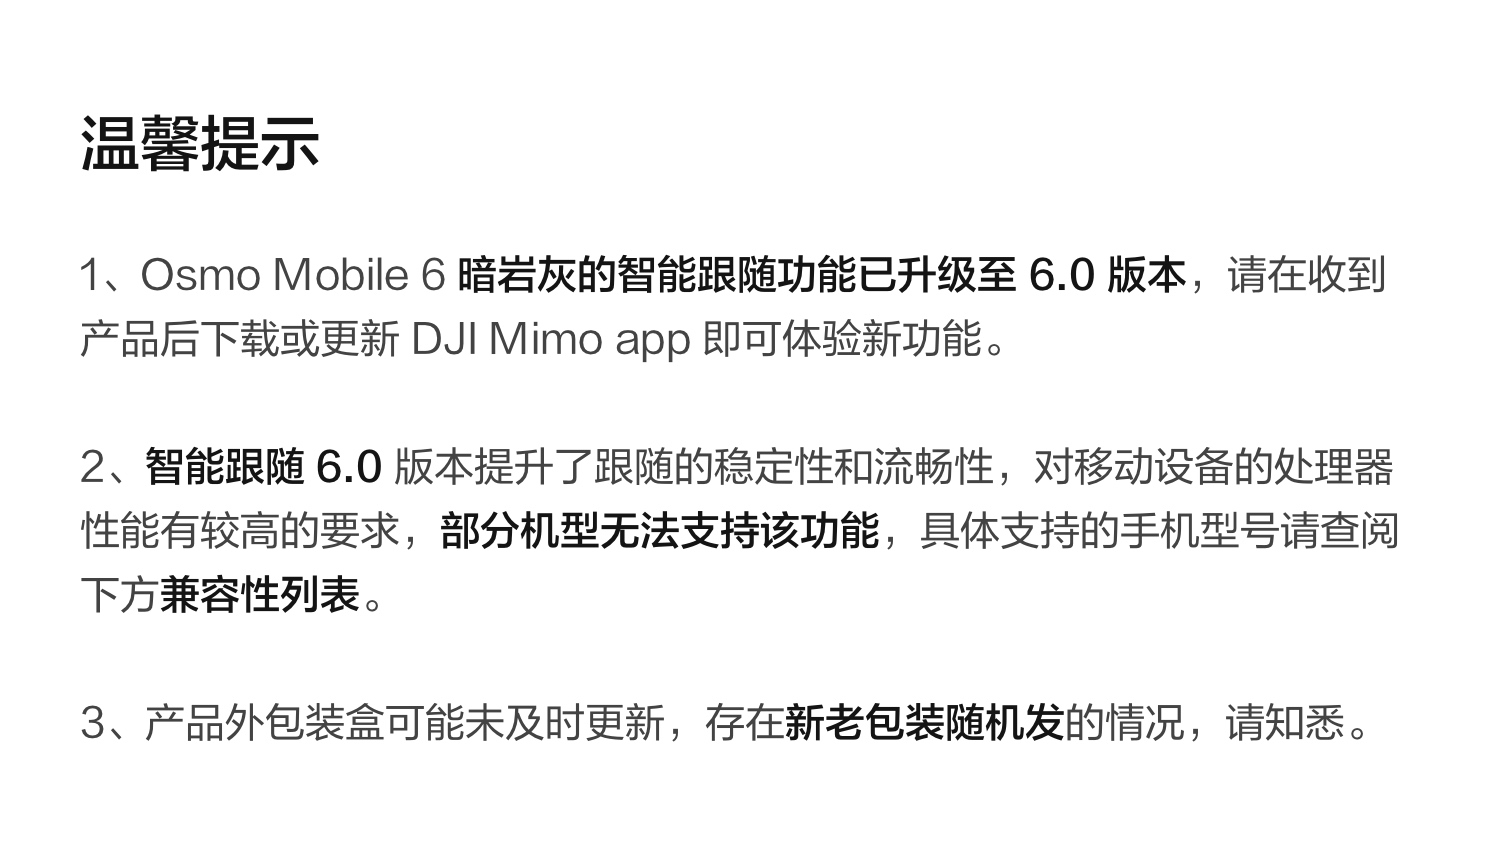 温馨提示
1、Osmo Mobile 6 暗岩灰的智能跟随功能已升级至 6.0 版本，请在收到
产品后下载或更新 DJI Mimo app 即可体验新功能。
2、智能跟随 6.0 版本提升了跟随的稳定性和流畅性，对移动设备的处理器
性能有较高的要求，部分机型无法支持该功能，具体支持的手机型号请查阅
下方兼容性列表。
3、产品外包装盒可能未及时更新，存在新老包装随机发的情况，请知悉。